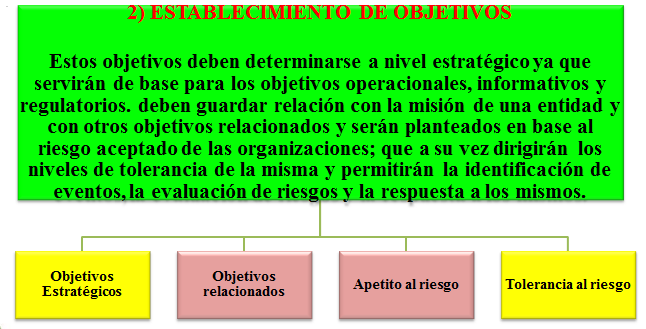 2) ESTABLECIMIENTO DE OBJETIVOS
Estos objetivos deben determinarse a nivel estratégico ya que
servirán de base para los objetivos operacionales, informativos y
regulatorios. deben guardar relación con la misión de una entidad y
con otros objetivos relacionados y serán planteados en base al
riesgo aceptado de las organizaciones; que a su vez dirigirán los
niveles de tolerancia de la misma y permitirán la identificación de
eventos, la evaluación de riesgos y la respuesta a los mismos.
Objetivos
Estratégicos
Objetivos
relacionados
Apetito al riesgo
Tolerancia al riesgo